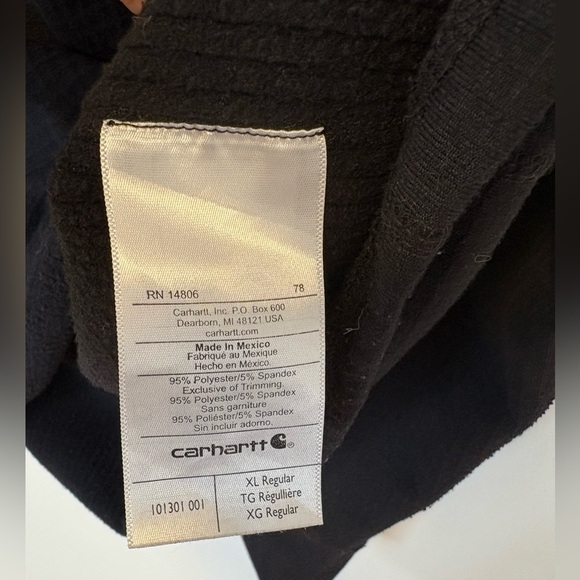 RN 14806 78
Carhartt, Inc. P.O. Box 600
Dearborn, MI 48121 USA
carhartt.com
Made In Mexico
Fabriqué au Mexique
Hecho en México.
95% Polyester/5% Spandex
Exclusive of Trimming.
95% Polyester/5% Spandex
Sans garniture
95% Poliéster/5% Spandex
Sin incluir adorno.
carhartt®
101301 001
XL Regular
TG Régullière
XG Regular